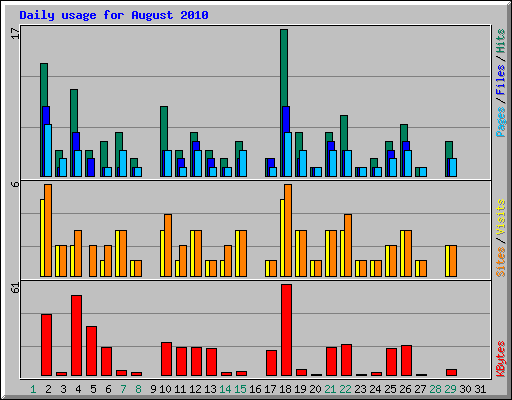 Daily usage for August 2010
17
Pages / Files / Hits
6
Sites / Visits
61
KBytes
1 2 3 4 5 6 7 8 9 10 11 12 13 14 15 16 17 18 19 20 21 22 23 24 25 26 27 28 29 30 31